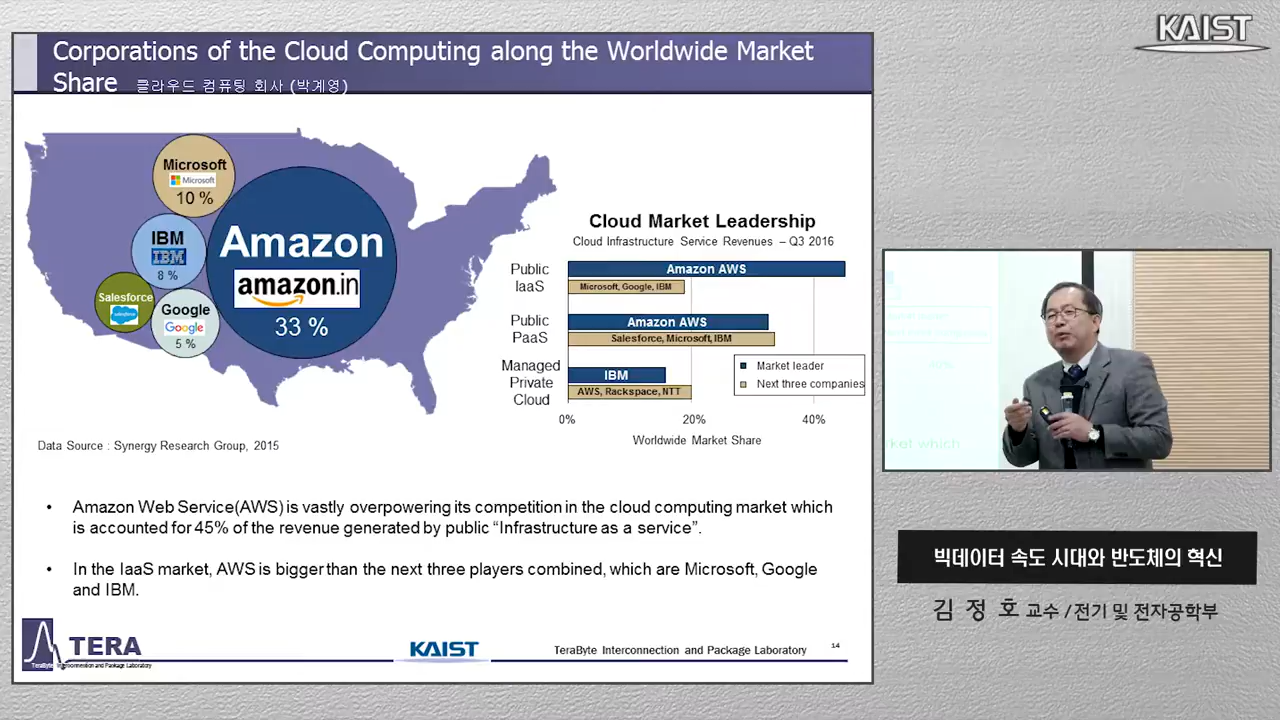 KAIST
Corporations of the Cloud Computing along the Worldwide Market
Share 클라우드 컴퓨팅 회사 (박계영)
Microsoft
Microsoft
10 %
IBM
IBM
8 %
Salesforce
salesforce
Google
Google
5 %
Amazon
amazon.in
33 %
Cloud Market Leadership
Cloud Infrastructure Service Revenues – Q3 2016
Public
IaaS
Amazon AWS
Microsoft, Google, IBM
Public
PaaS
Amazon AWS
Salesforce, Microsoft, IBM
Managed
Private
Cloud
IBM
AWS, Rackspace, NTT
Market leader
Next three companies
0%
20%
40%
Worldwide Market Share
Data Source : Synergy Research Group, 2015
• Amazon Web Service(AWS) is vastly overpowering its competition in the cloud computing market which
is accounted for 45% of the revenue generated by public “Infrastructure as a service”.
• In the IaaS market, AWS is bigger than the next three players combined, which are Microsoft, Google
and IBM.
TERA
TeraByte Interconnection and Package Laboratory
KAIST
TeraByte Interconnection and Package Laboratory
14
빅데이터 속도 시대와 반도체의 혁신
김 정 호 교수 / 전기 및 전자공학부